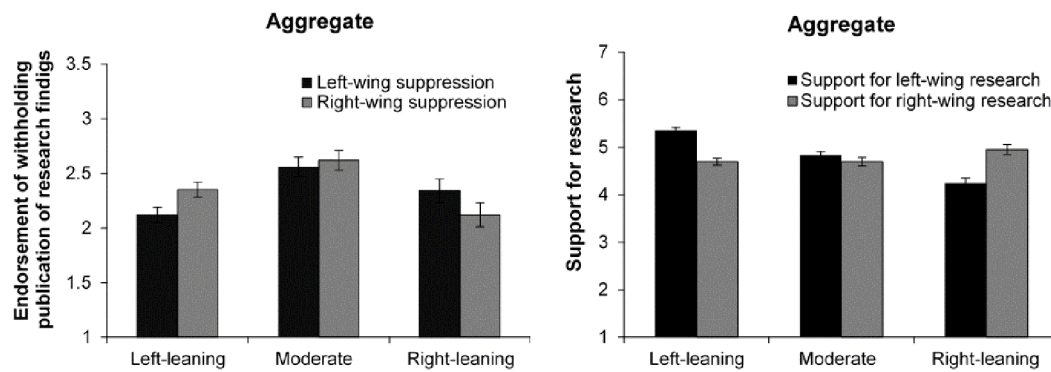 Aggregate
Endorsement of withholding
publication of research findigs
3.5
3
2.5
2
1.5
1
Left-wing suppression
Right-wing suppression
Left-leaning
Moderate
Right-leaning
Aggregate
Support for research
7
6
5
4
3
2
1
Support for left-wing research
Support for right-wing research
Left-leaning
Moderate
Right-leaning